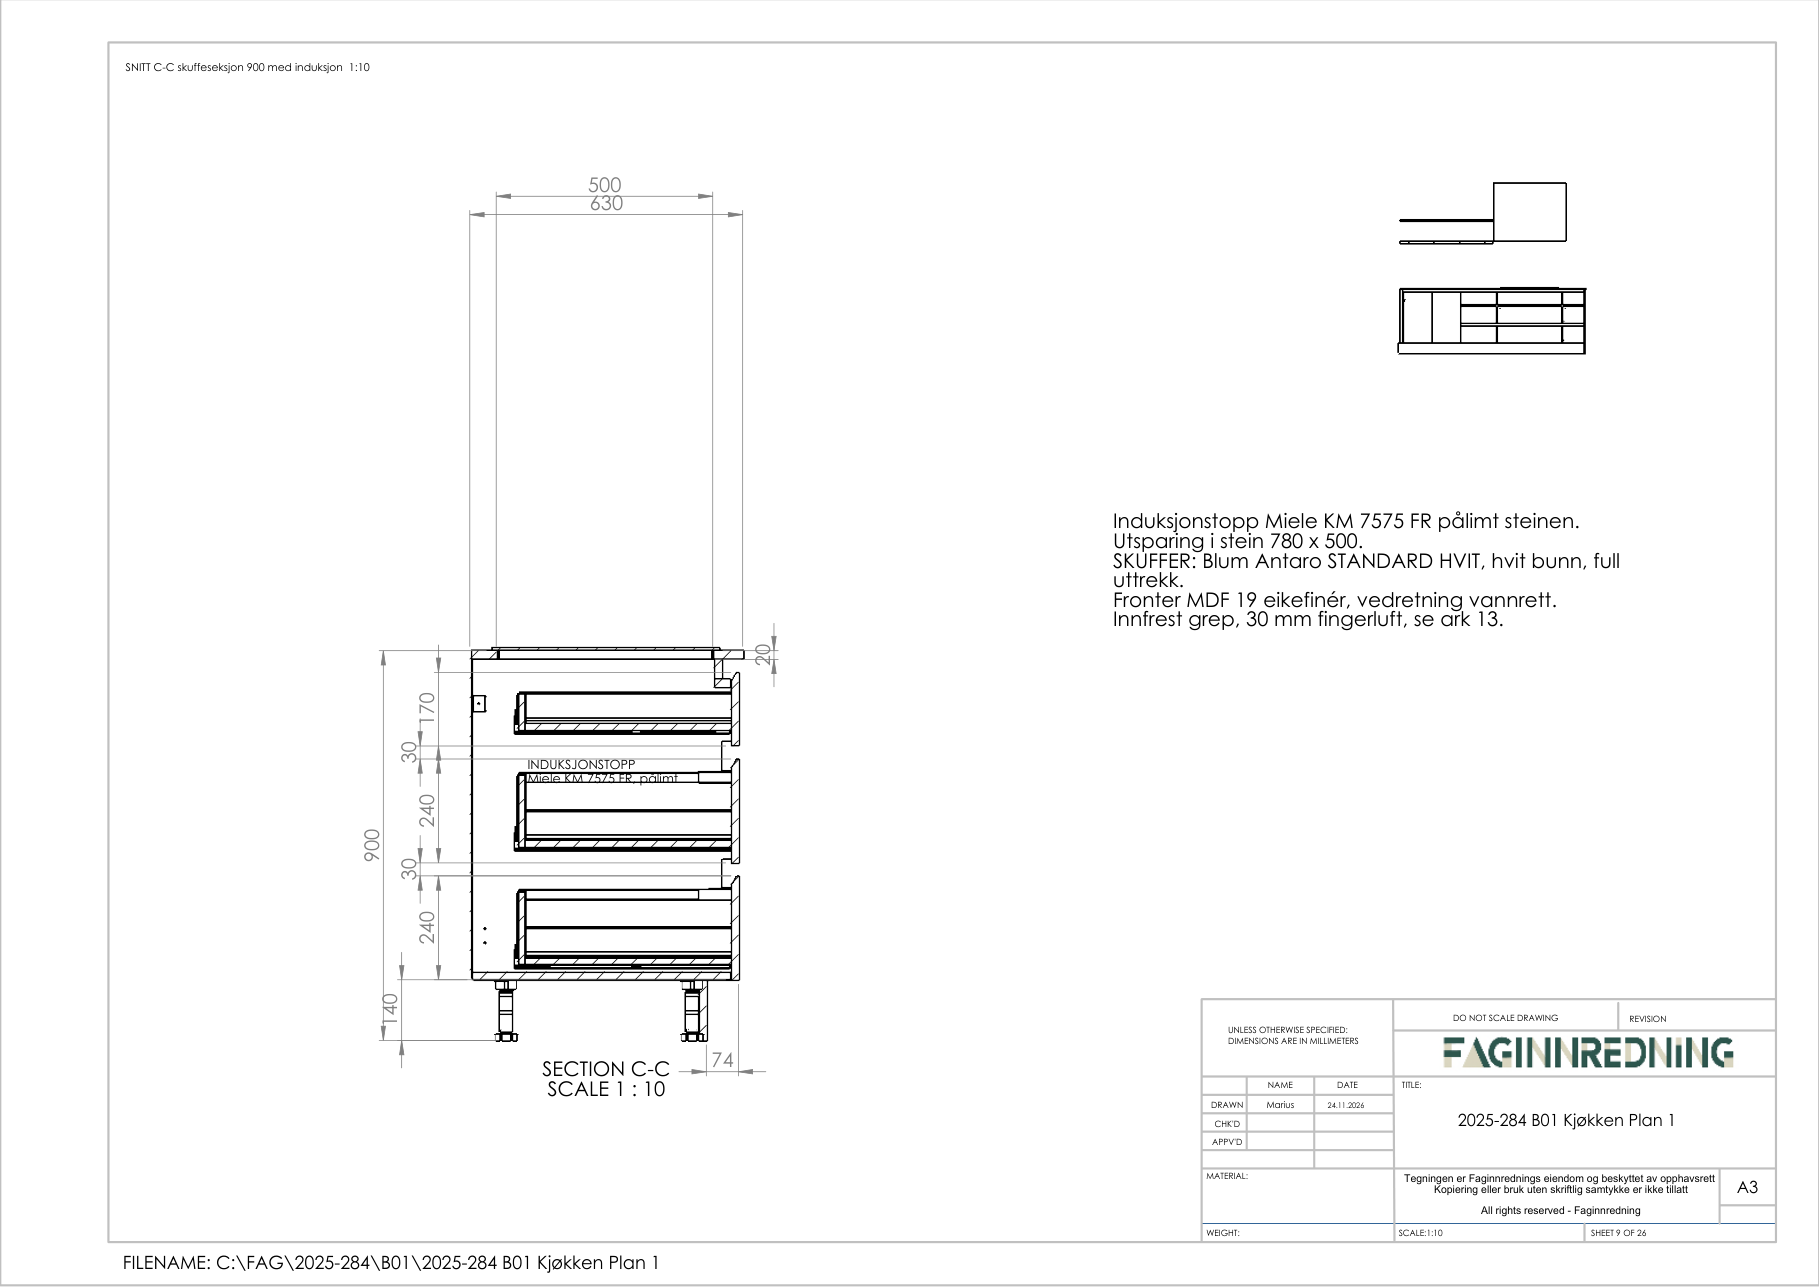 SNITT C-C skuffeseksjon 900 med induksjon 1:10
500
630
20
170
30
INDUKSJONSTOPP
Miele KM 7575 FR, pålimt
240
900
30
240
140
74
SECTION C-C
SCALE 1 : 10
Induksjonstopp Miele KM 7575 FR pålimt steinen.
Utsparing i stein 780 x 500.
SKUFFER: Blum Antaro STANDARD HVIT, hvit bunn, full
uttrekk.
Fronter MDF 19 eikefinér, vedretning vannrett.
Innfrest grep, 30 mm fingerluft, se ark 13.
UNLESS OTHERWISE SPECIFIED:
DIMENSIONS ARE IN MILLIMETERS
DO NOT SCALE DRAWING
REVISION
FAGINNREDNING
NAME
DATE
DRAWN
Marius
24.11.2026
CHK'D
APPV'D
TITLE:
2025-284 B01 Kjøkken Plan 1
MATERIAL:
Tegningen er Faginnrednings eiendom og beskyttet av opphavsrett
Kopiering eller bruk uten skriftlig samtykke er ikke tillatt
All rights reserved - Faginnredning
A3
WEIGHT:
SCALE:1:10
SHEET 9 OF 26
FILENAME: C:\FAG\2025-284\B01\2025-284 B01 Kjøkken Plan 1